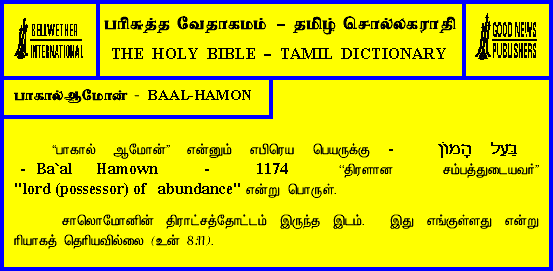 BELLWETHER
INTERNATIONAL
பரிசுத்த வேதாகமம் – தமிழ் சொல்லகராதி
THE HOLY BIBLE – TAMIL DICTIONARY
GOOD NEWS
PUBLISHERS
பாகால்ஆமோன் - BAAL-HAMON
“பாகால் ஆமோன்” என்னும் எபிரெய பெயருக்கு - בַּעַל הָמוֹן
- Ba`al Hamown - 1174 “திரளான சம்பத்துடையவர்”
"lord (possessor) of abundance" என்று பொருள்.
சாலொமோனின் திராட்சத்தோட்டம் இருந்த இடம். இது எங்குள்ளது என்று
ரியாகத் தெரியவில்லை (உன் 8:11).